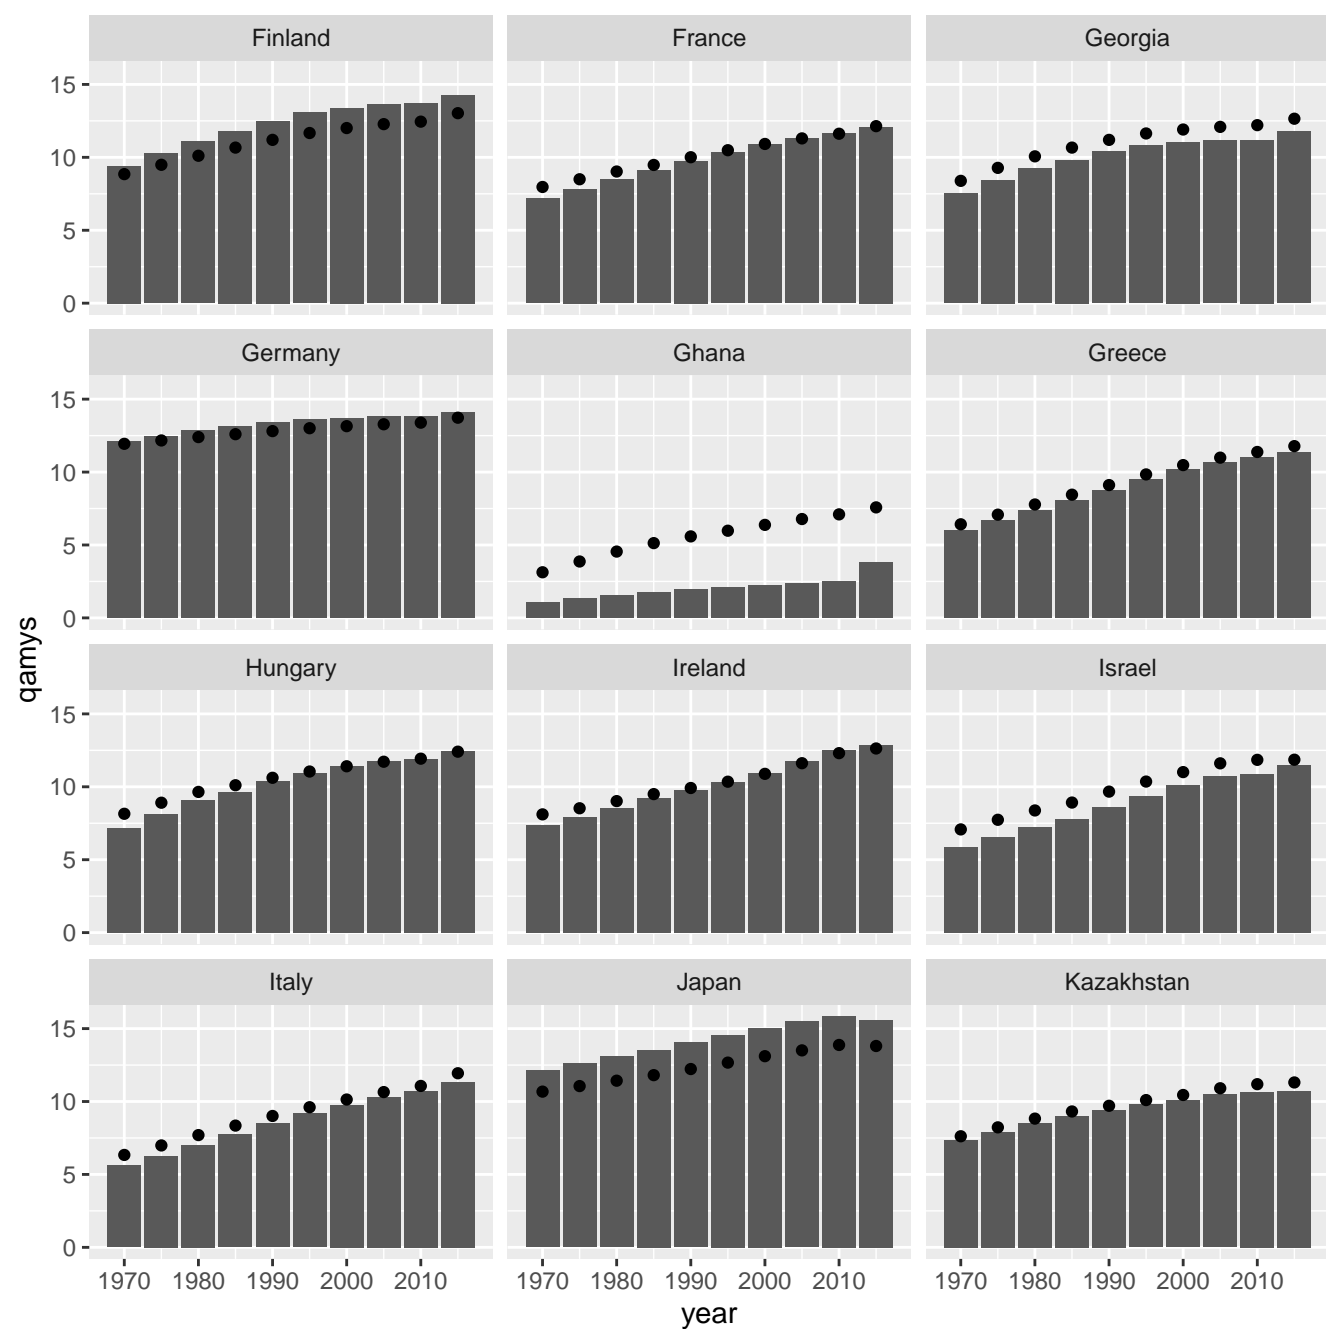 Finland France Georgia
15
10
5
0
Germany Ghana Greece
15
10
5
0
qamys
Hungary Ireland Israel
15
10
5
0
Italy Japan Kazakhstan
15
10
5
0
1970 1980 1990 2000 2010 1970 1980 1990 2000 2010 1970 1980 1990 2000 2010
year